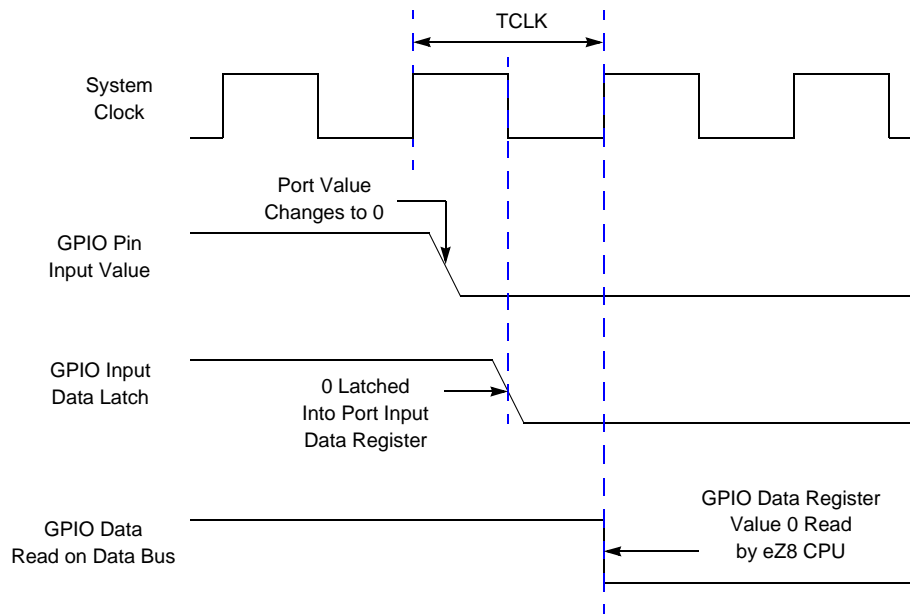 TCLK
System
Clock
Port Value
Changes to 0
GPIO Pin
Input Value
GPIO Input
Data Latch
0 Latched
Into Port Input
Data Register
GPIO Data
Read on Data Bus
GPIO Data Register
Value 0 Read
by eZ8 CPU